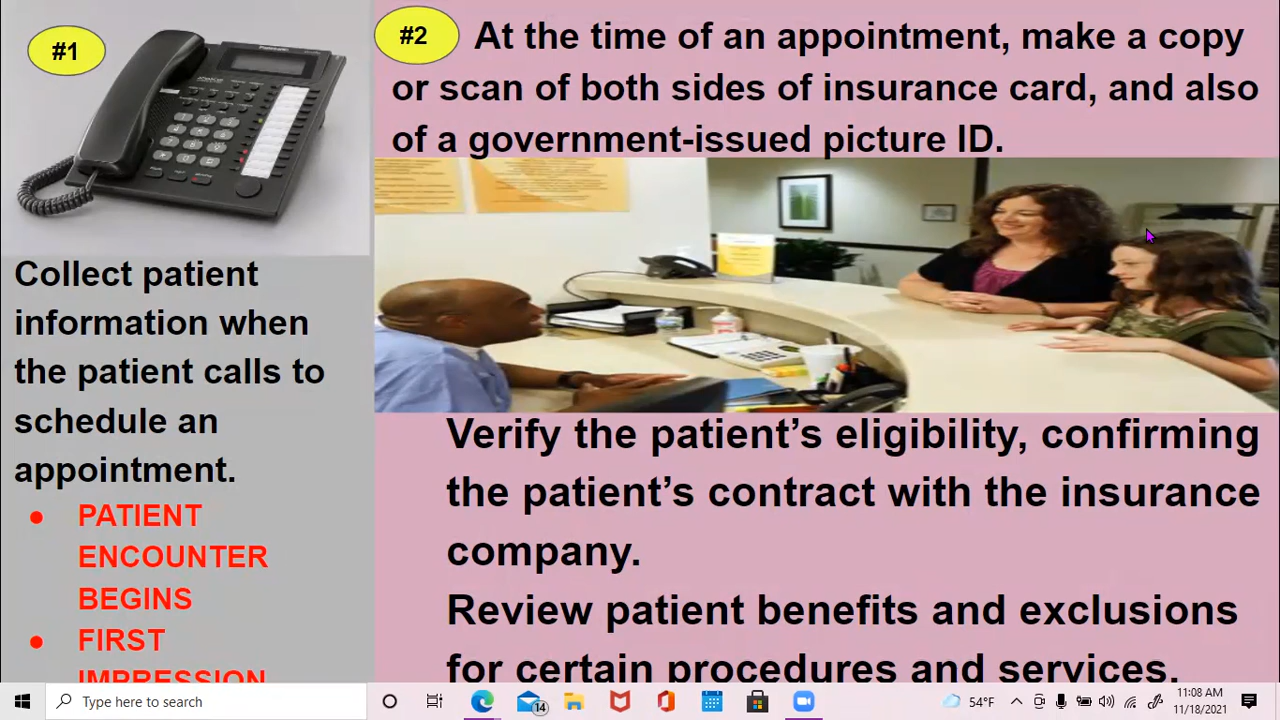 #1
Panasonic
Collect patient
information when
the patient calls to
schedule an
appointment.
● PATIENT
ENCOUNTER
BEGINS
● FIRST
IMPRESSION
#2
At the time of an appointment, make a copy
or scan of both sides of insurance card, and also
of a government-issued picture ID.
Verify the patient’s eligibility, confirming
the patient’s contract with the insurance
company.
Review patient benefits and exclusions
for certain procedures and services.
Type here to search
14
54°F
11:08 AM
11/18/2021